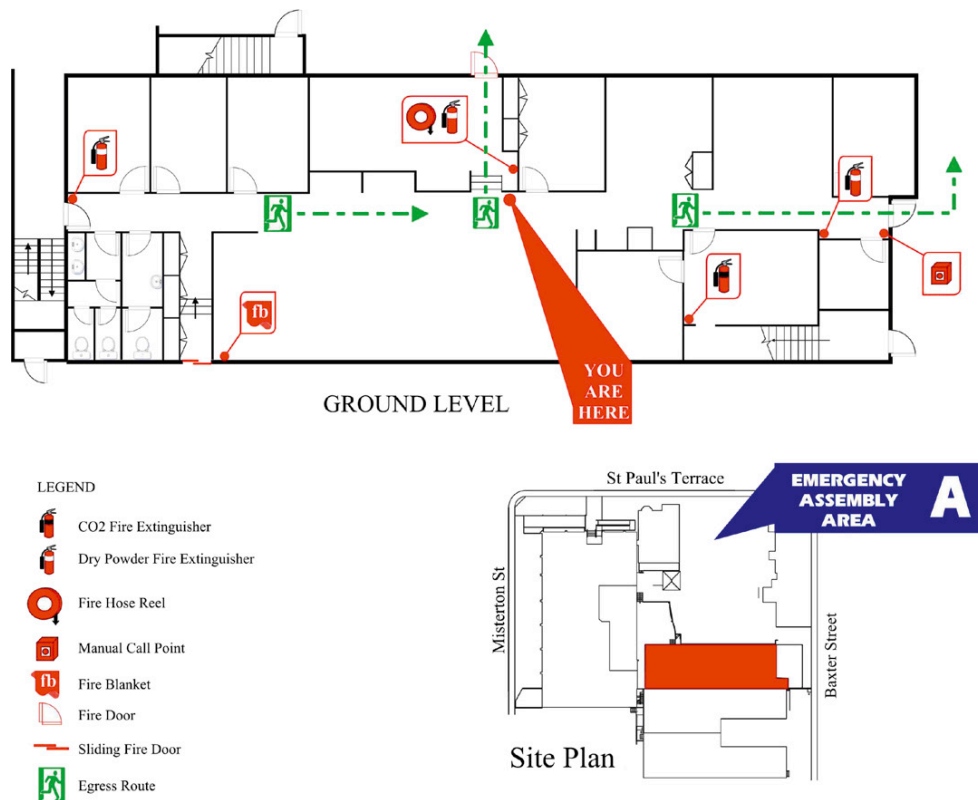 fb
GROUND LEVEL
YOU
ARE
HERE
LEGEND
CO2 Fire Extinguisher
Dry Powder Fire Extinguisher
Fire Hose Reel
Manual Call Point
fb
Fire Blanket
Fire Door
Sliding Fire Door
Egress Route
St Paul's Terrace
EMERGENCY
ASSEMBLY
AREA
A
Misterton St
Baxter Street
Site Plan